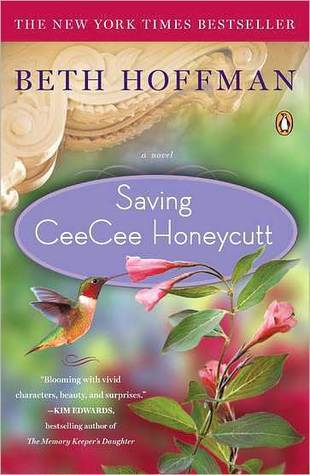 THE NEW YORK TIMES BESTSELLER
BETH HOFFMAN
a novel
Saving
CeeCee Honeycutt
"Blooming with vivid
characters, beauty, and surprises."
—KIM EDWARDS,
bestselling author of
The Memory Keeper's Daughter